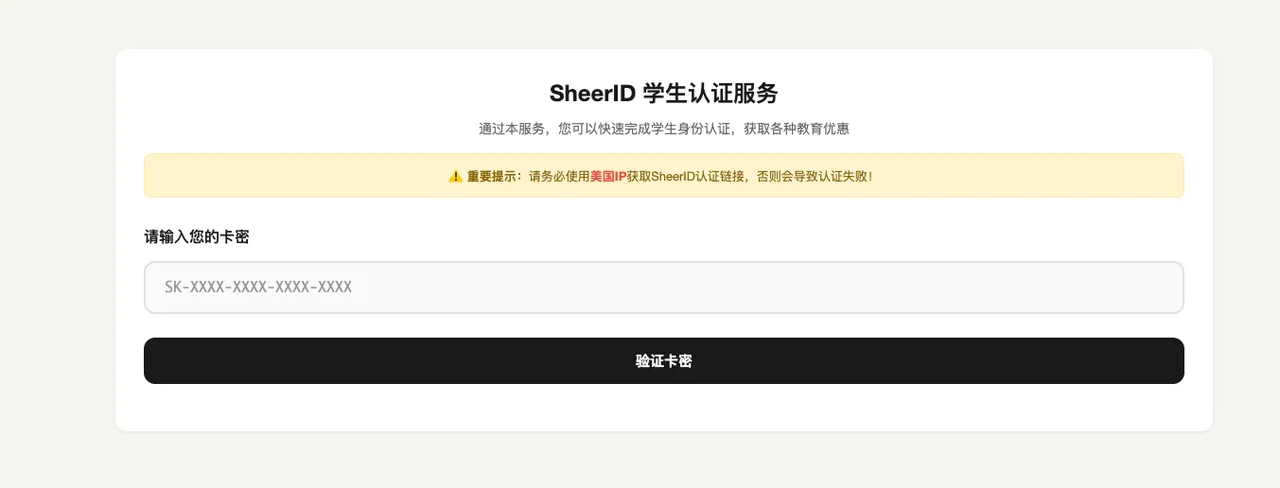 SheerID 学生认证服务
通过本服务，您可以快速完成学生身份认证，获取各种教育优惠
⚠️ 重要提示：请务必使用美国IP获取SheerID认证链接，否则会导致认证失败！
请输入您的卡密
SK-XXXX-XXXX-XXXX-XXXX
验证卡密